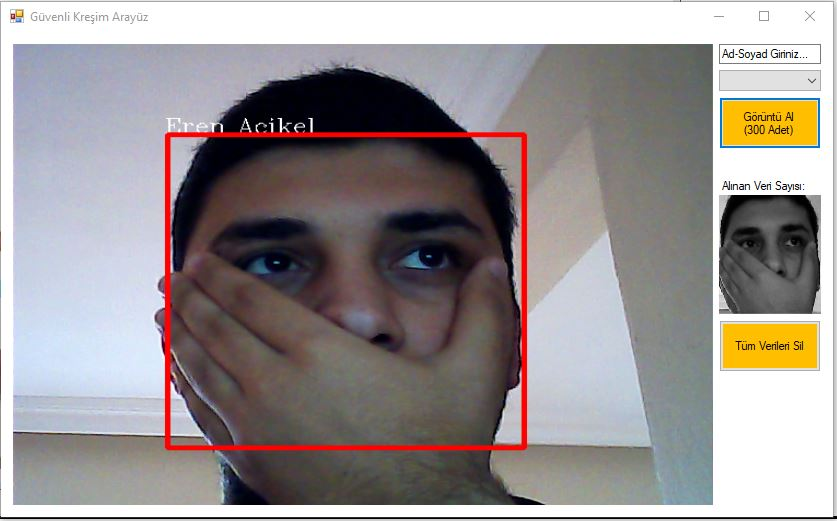 Güvenli Kreşim Arayüz
Ad-Soyad Giriniz...
Eren Acikel
Görüntü Al
(300 Adet)
Alınan Veri Sayısı:
Tüm Verileri Sil